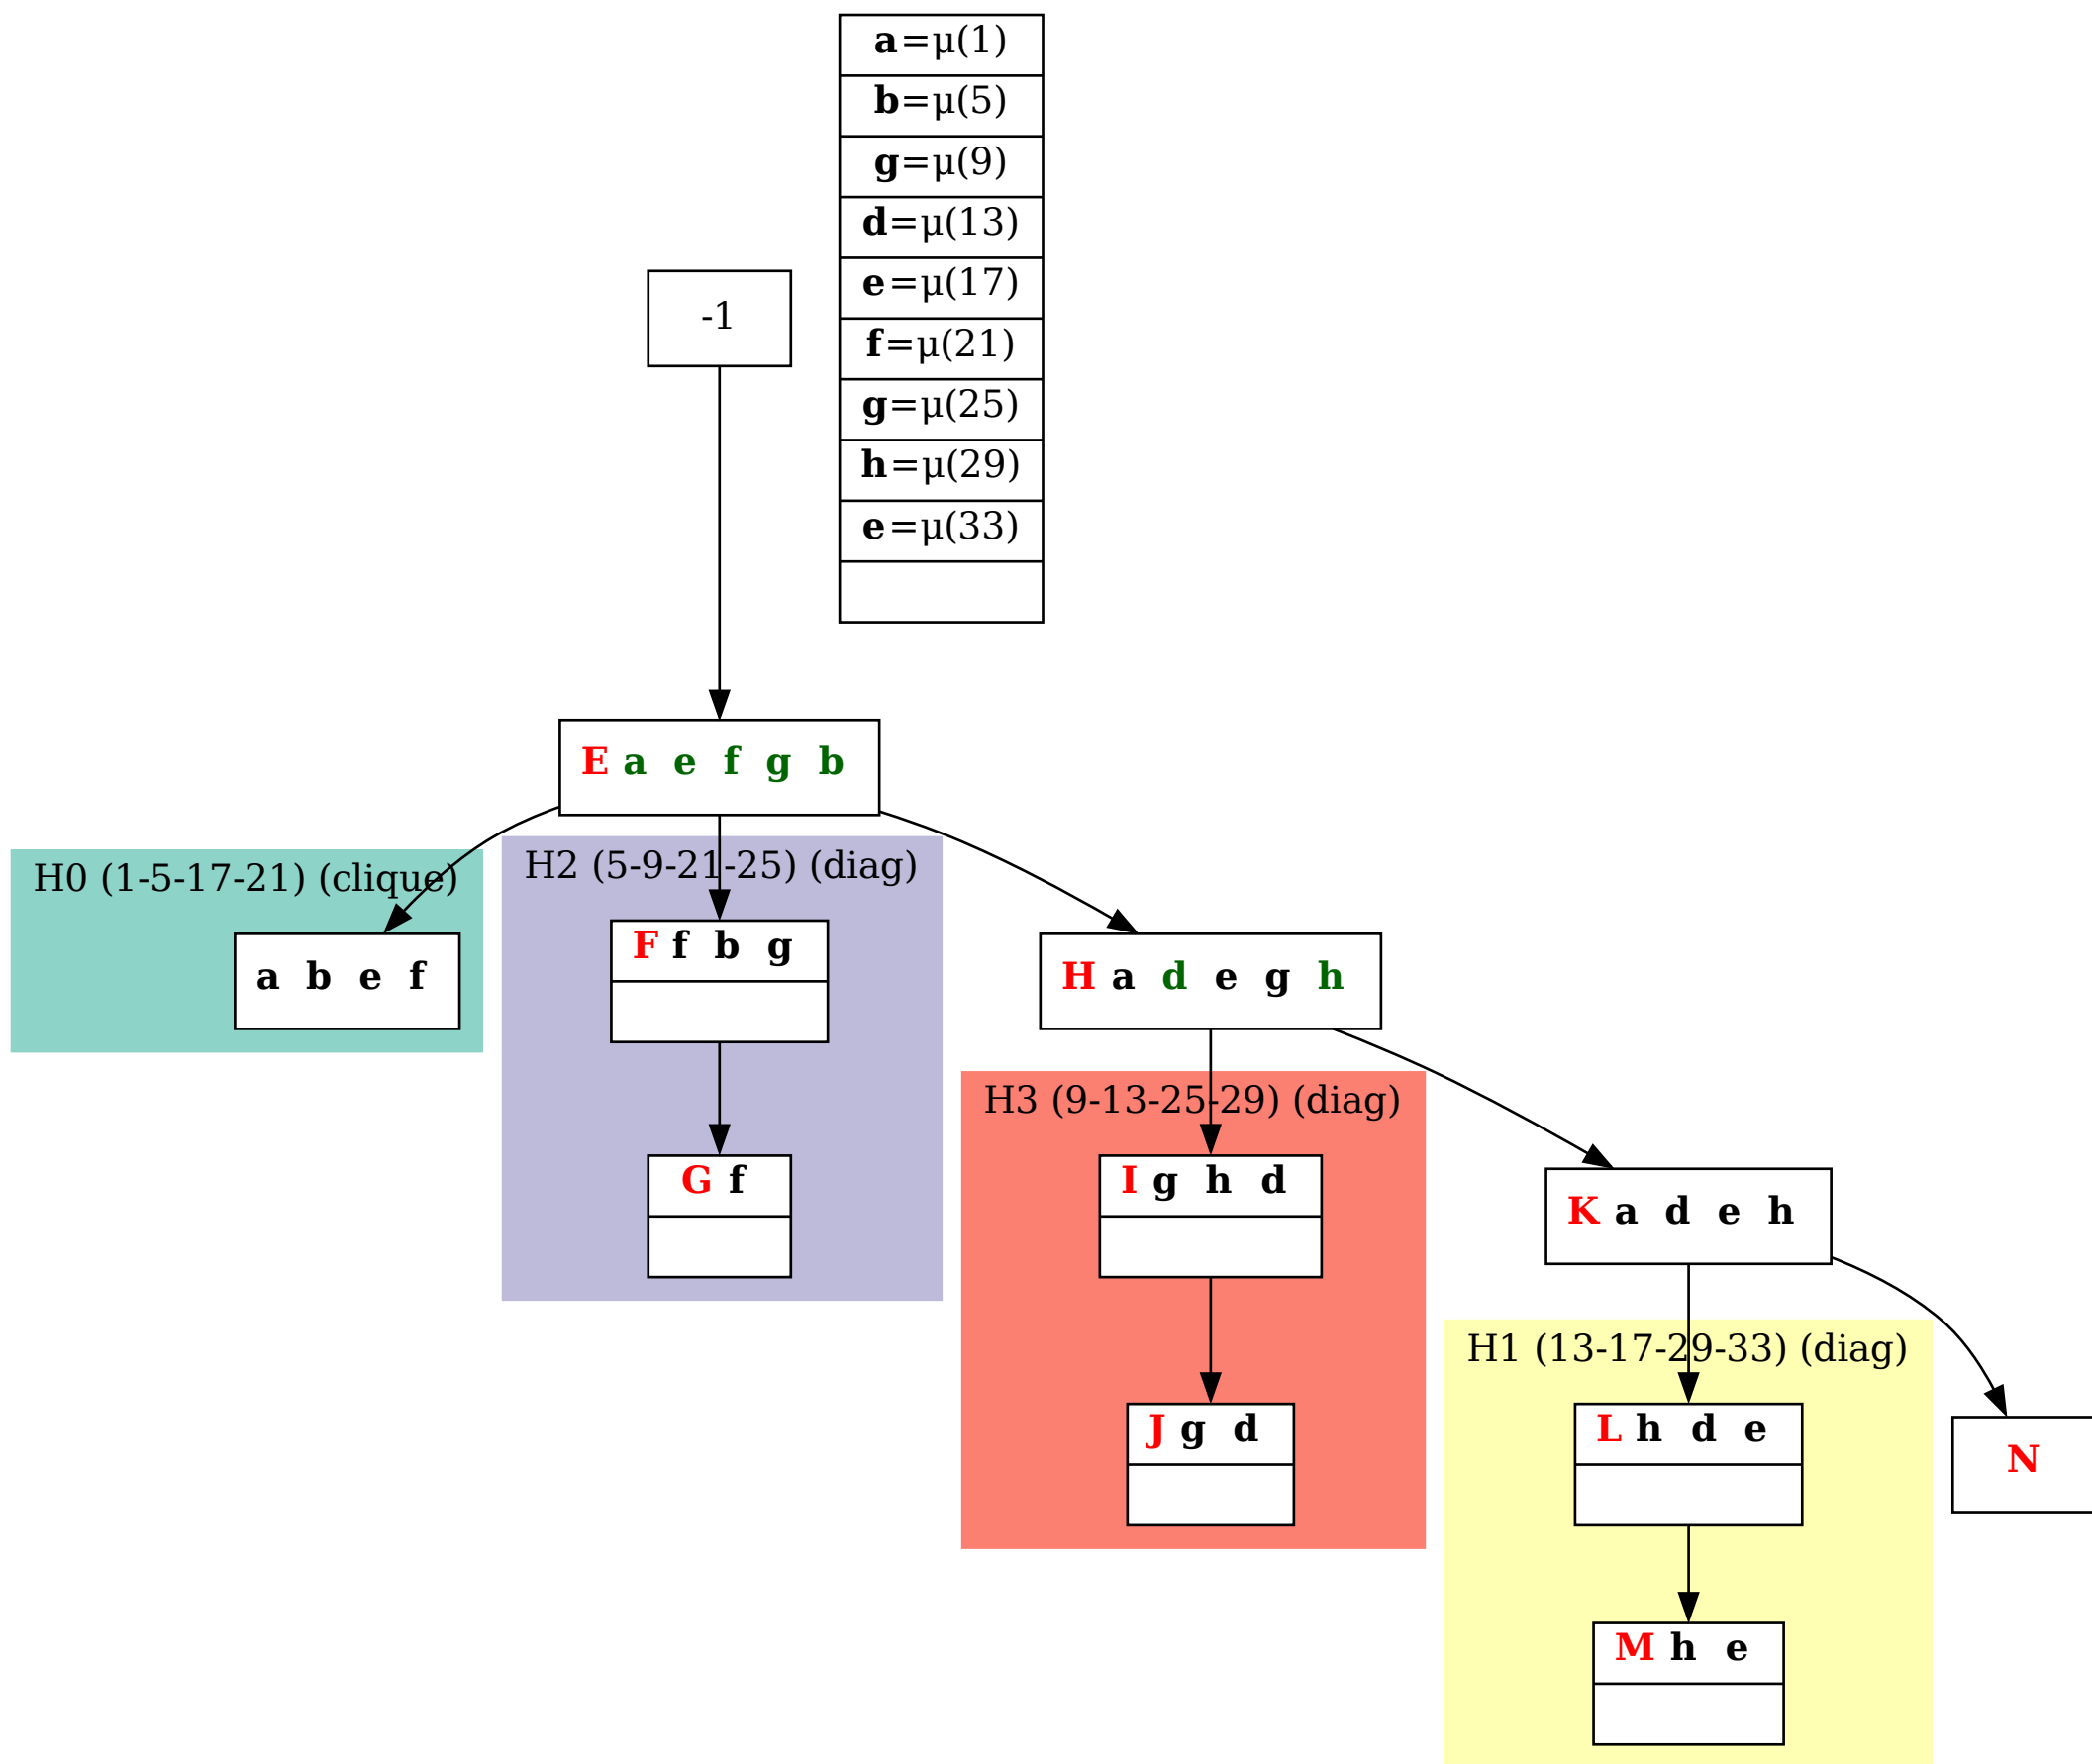 a=μ(1)
b=μ(5)
g=μ(9)
d=μ(13)
e=μ(17)
f=μ(21)
g=μ(25)
h=μ(29)
e=μ(33)
-1
E a e f g b
H0 (1-5-17-21) (clique)
a b e f
H2 (5-9-21-25) (diag)
F f b g
G f
H a d e g h
H3 (9-13-25-29) (diag)
I g h d
J g d
K a d e h
H1 (13-17-29-33) (diag)
L h d e
M h e
N